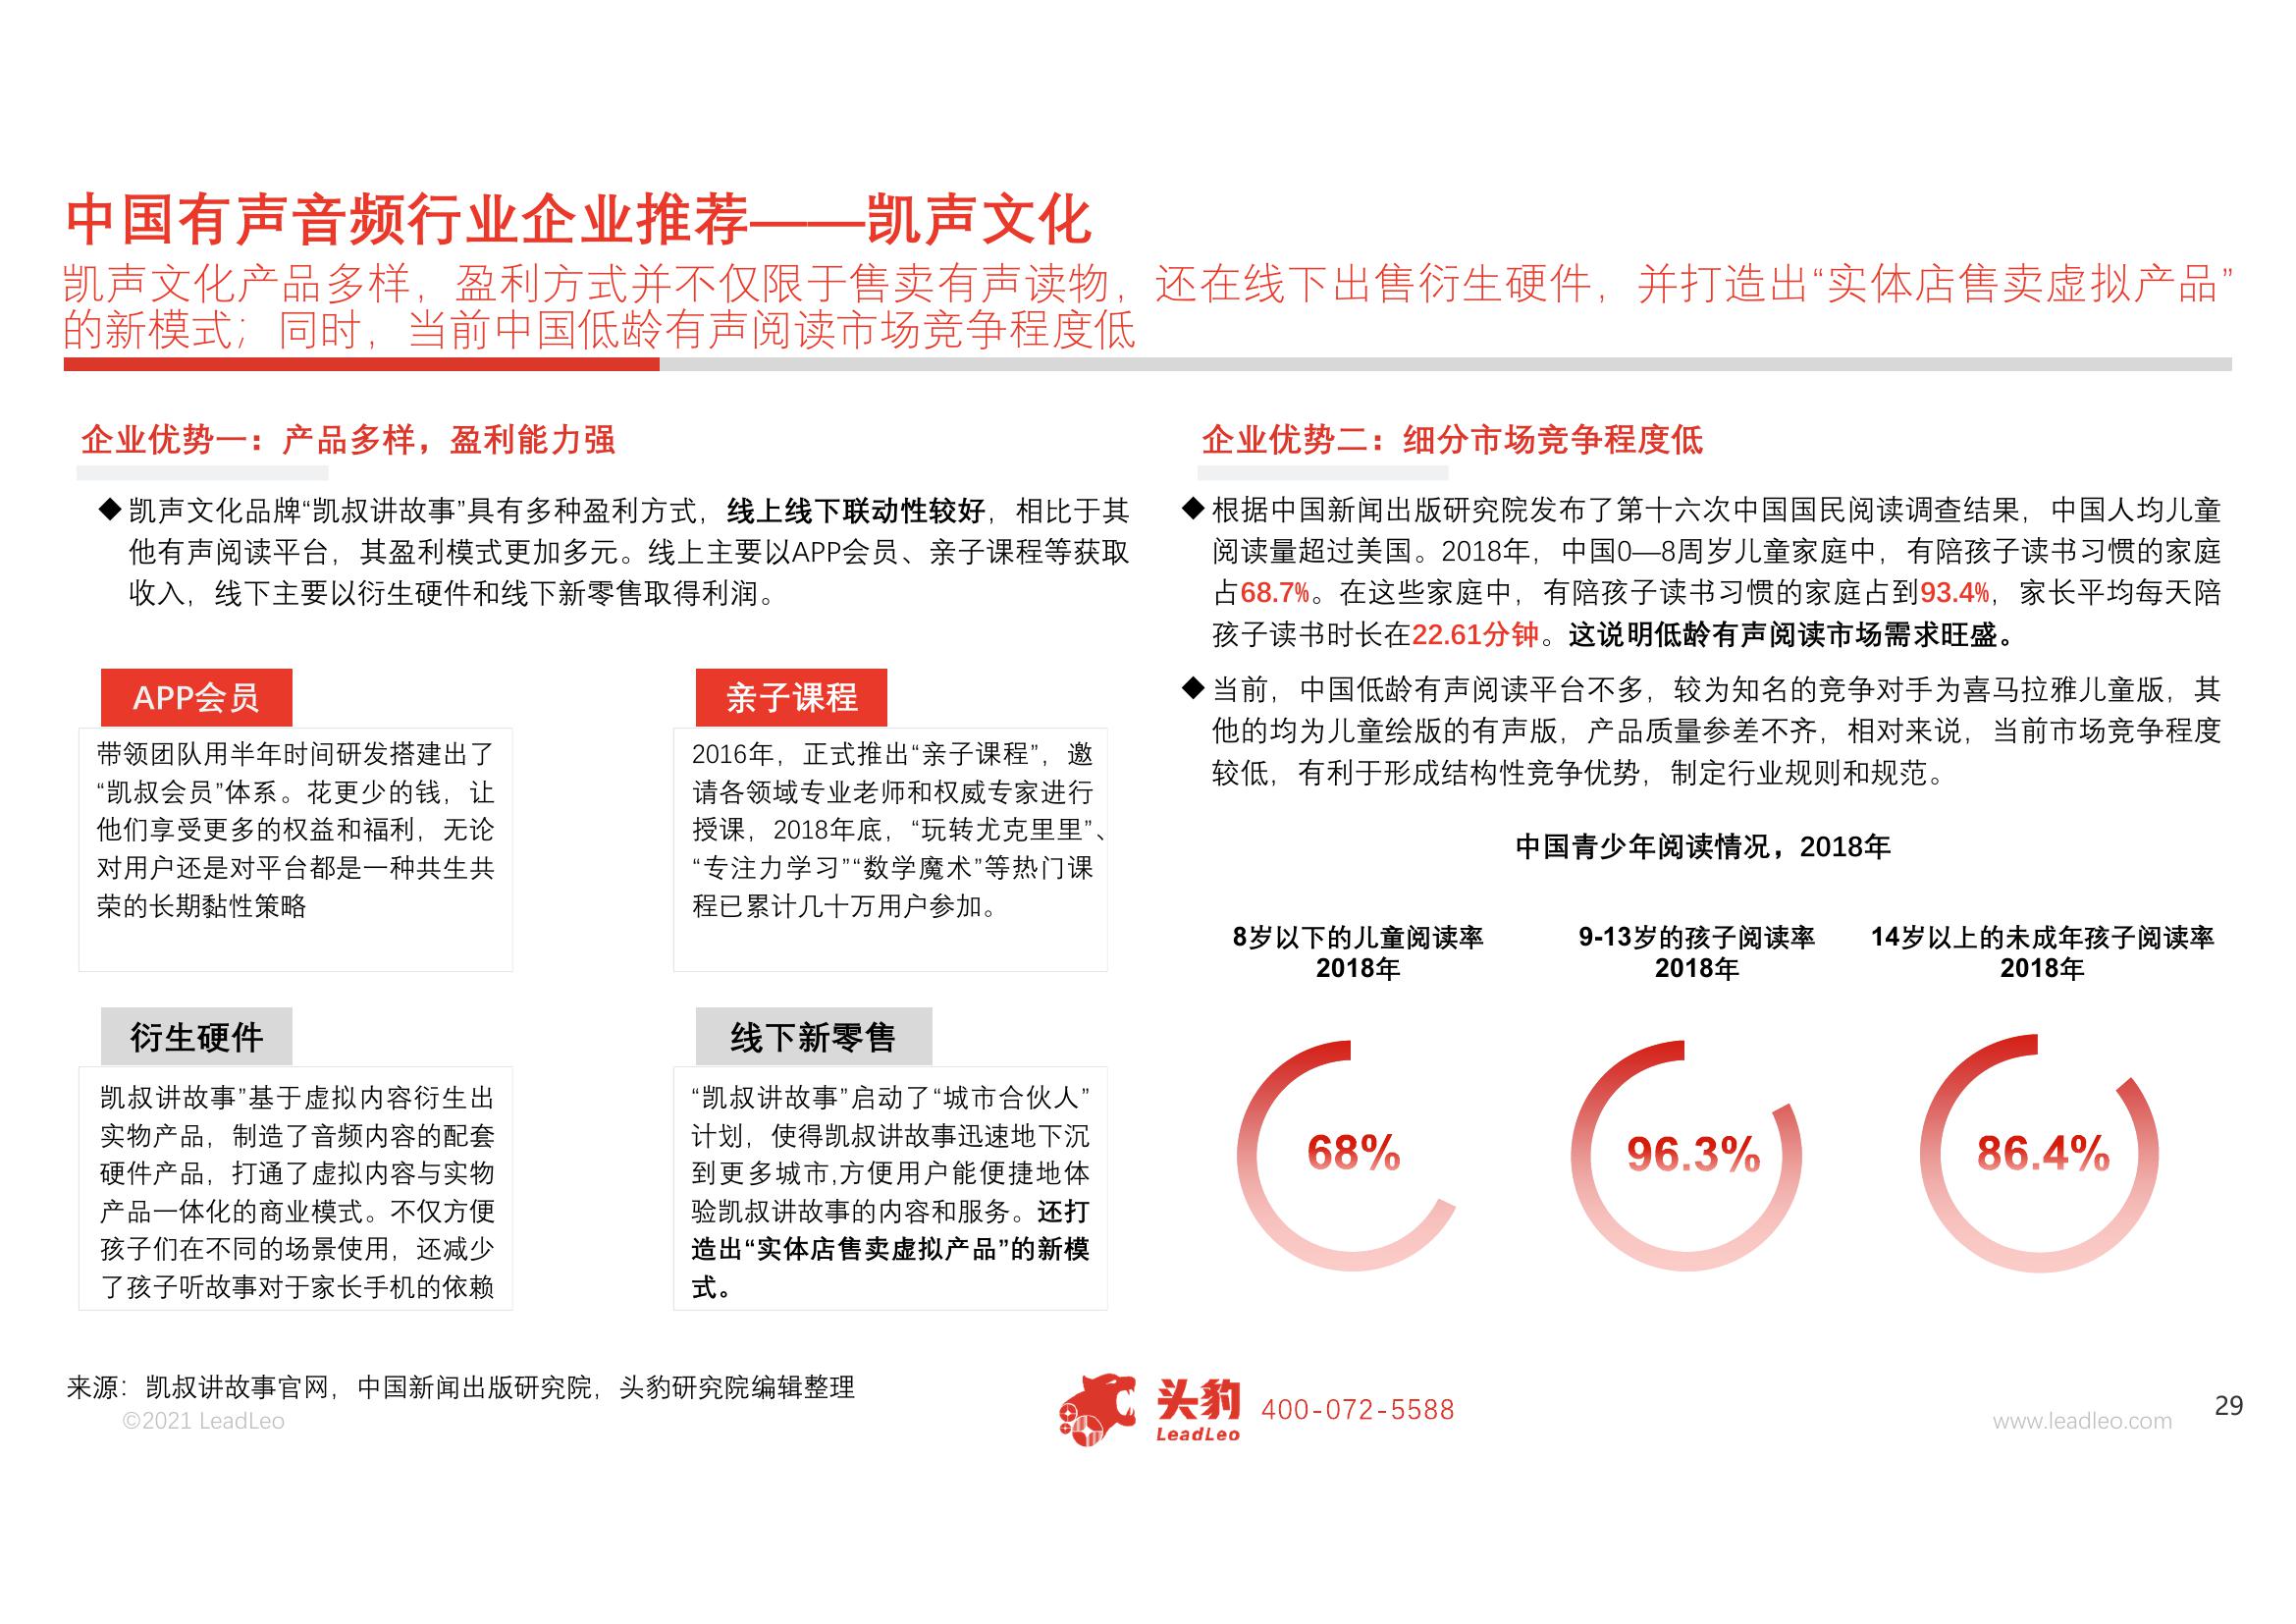 中国有声音频行业企业推荐——凯声文化
凯声文化产品多样，盈利方式并不仅限于售卖有声读物，还在线下出售衍生硬件，并打造出“实体店售卖虚拟产品”
的新模式；同时，当前中国低龄有声阅读市场竞争程度低
企业优势一：产品多样，盈利能力强
◆凯声文化品牌“凯叔讲故事”具有多种盈利方式，线上线下联动性较好，相比于其
他有声阅读平台，其盈利模式更加多元。线上主要以APP会员、亲子课程等获取
收入，线下主要以衍生硬件和线下新零售取得利润。
APP会员
带领团队用半年时间研发搭建出了
“凯叔会员”体系。花更少的钱，让
他们享受更多的权益和福利，无论
对用户还是对平台都是一种共生共
荣的长期黏性策略
亲子课程
2016年，正式推出“亲子课程”，邀
请各领域专业老师和权威专家进行
授课，2018年底，“玩转尤克里里”、
“专注力学习”“数学魔术”等热门课
程已累计几十万用户参加。
衍生硬件
凯叔讲故事”基于虚拟内容衍生出
实物产品，制造了音频内容的配套
硬件产品，打通了虚拟内容与实物
产品一体化的商业模式。不仅方便
孩子们在不同的场景使用，还减少
了孩子听故事对于家长手机的依赖
线下新零售
“凯叔讲故事”启动了“城市合伙人”
计划，使得凯叔讲故事迅速地下沉
到更多城市,方便用户能便捷地体
验凯叔讲故事的内容和服务。还打
造出“实体店售卖虚拟产品”的新模
式。
企业优势二：细分市场竞争程度低
◆根据中国新闻出版研究院发布了第十六次中国国民阅读调查结果，中国人均儿童
阅读量超过美国。2018年，中国0—8周岁儿童家庭中，有陪孩子读书习惯的家庭
占68.7%。在这些家庭中，有陪孩子读书习惯的家庭占到93.4%，家长平均每天陪
孩子读书时长在22.61分钟。这说明低龄有声阅读市场需求旺盛。
◆当前，中国低龄有声阅读平台不多，较为知名的竞争对手为喜马拉雅儿童版，其
他的均为儿童绘版的有声版，产品质量参差不齐，相对来说，当前市场竞争程度
较低，有利于形成结构性竞争优势，制定行业规则和规范。
中国青少年阅读情况，2018年
8岁以下的儿童阅读率
2018年
9-13岁的孩子阅读率
2018年
14岁以上的未成年孩子阅读率
2018年
68%
96.3%
86.4%
来源：凯叔讲故事官网，中国新闻出版研究院，头豹研究院编辑整理
©2021 LeadLeo
头豹
LeadLeo
400-072-5588
www.leadleo.com
29